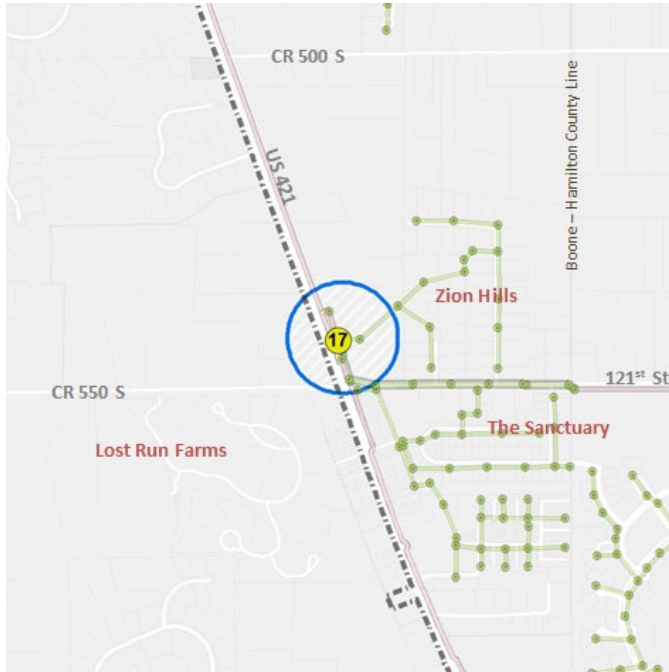 CR 500 S
Boone – Hamilton County Line
US 421
Zion Hills
17
121st St
CR 550 S
The Sanctuary
Lost Run Farms